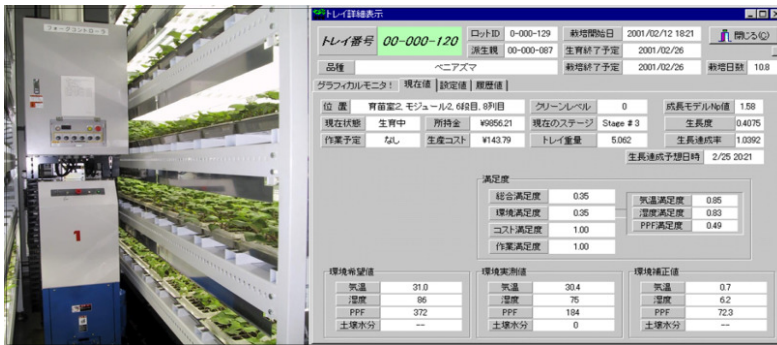 フォークコントローラ
1
トレイ詳細表示
トレイ番号 00-000-120 ロットID 0-000-129 栽培開始日 2001/02/12 18:21 閉じる(C)
派生親 00-000-087 生育終了予定 2001/02/26
品種 ベニアズマ 栽培終了予定 2001/02/26 栽培日数 10.8
グラフィカルモニタ! 現在値 設定値 履歴値
位置 育苗室2, モジュール2, 6段目, 8列目 クリーンレベル 0 成長モデルNp値 1.58
現在状態 生育中 所持金 ¥9856.21 現在のステージ Stage # 3 生長度 0.4075
作業予定 なし 生産コスト ¥143.79 トレイ重量 5.062 生長達成率 1.0392
生長達成予想日時 2/25 20:21
満足度
総合満足度 0.35 気温満足度 0.85
環境満足度 0.35 湿度満足度 0.83
コスト満足度 1.00 PPF満足度 0.49
作業満足度 1.00
環境希望値 環境実測値 環境補正値
気温 31.0 気温 30.4 気温 0.7
湿度 86 湿度 75 湿度 6.2
PPF 372 PPF 184 PPF 72.3
土壌水分 -- 土壌水分 0 土壌水分 --